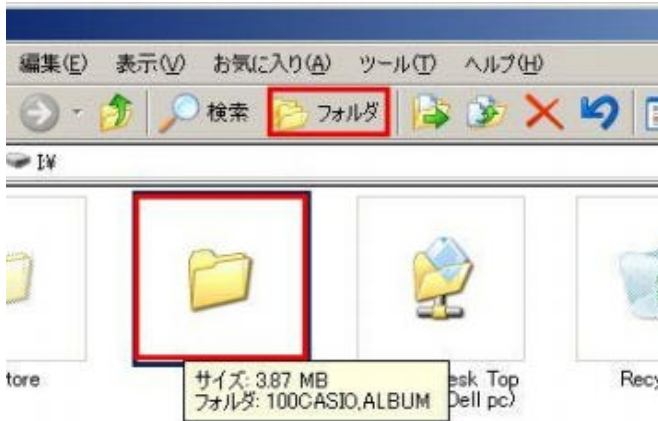 編集(E) 表示(V) お気に入り(A) ツール(T) ヘルプ(H)
検索 フォルダ
I:¥
tore
サイズ: 3.87 MB
フォルダ: 100CASIO,ALBUM
esk Top
Dell pc)
Recy